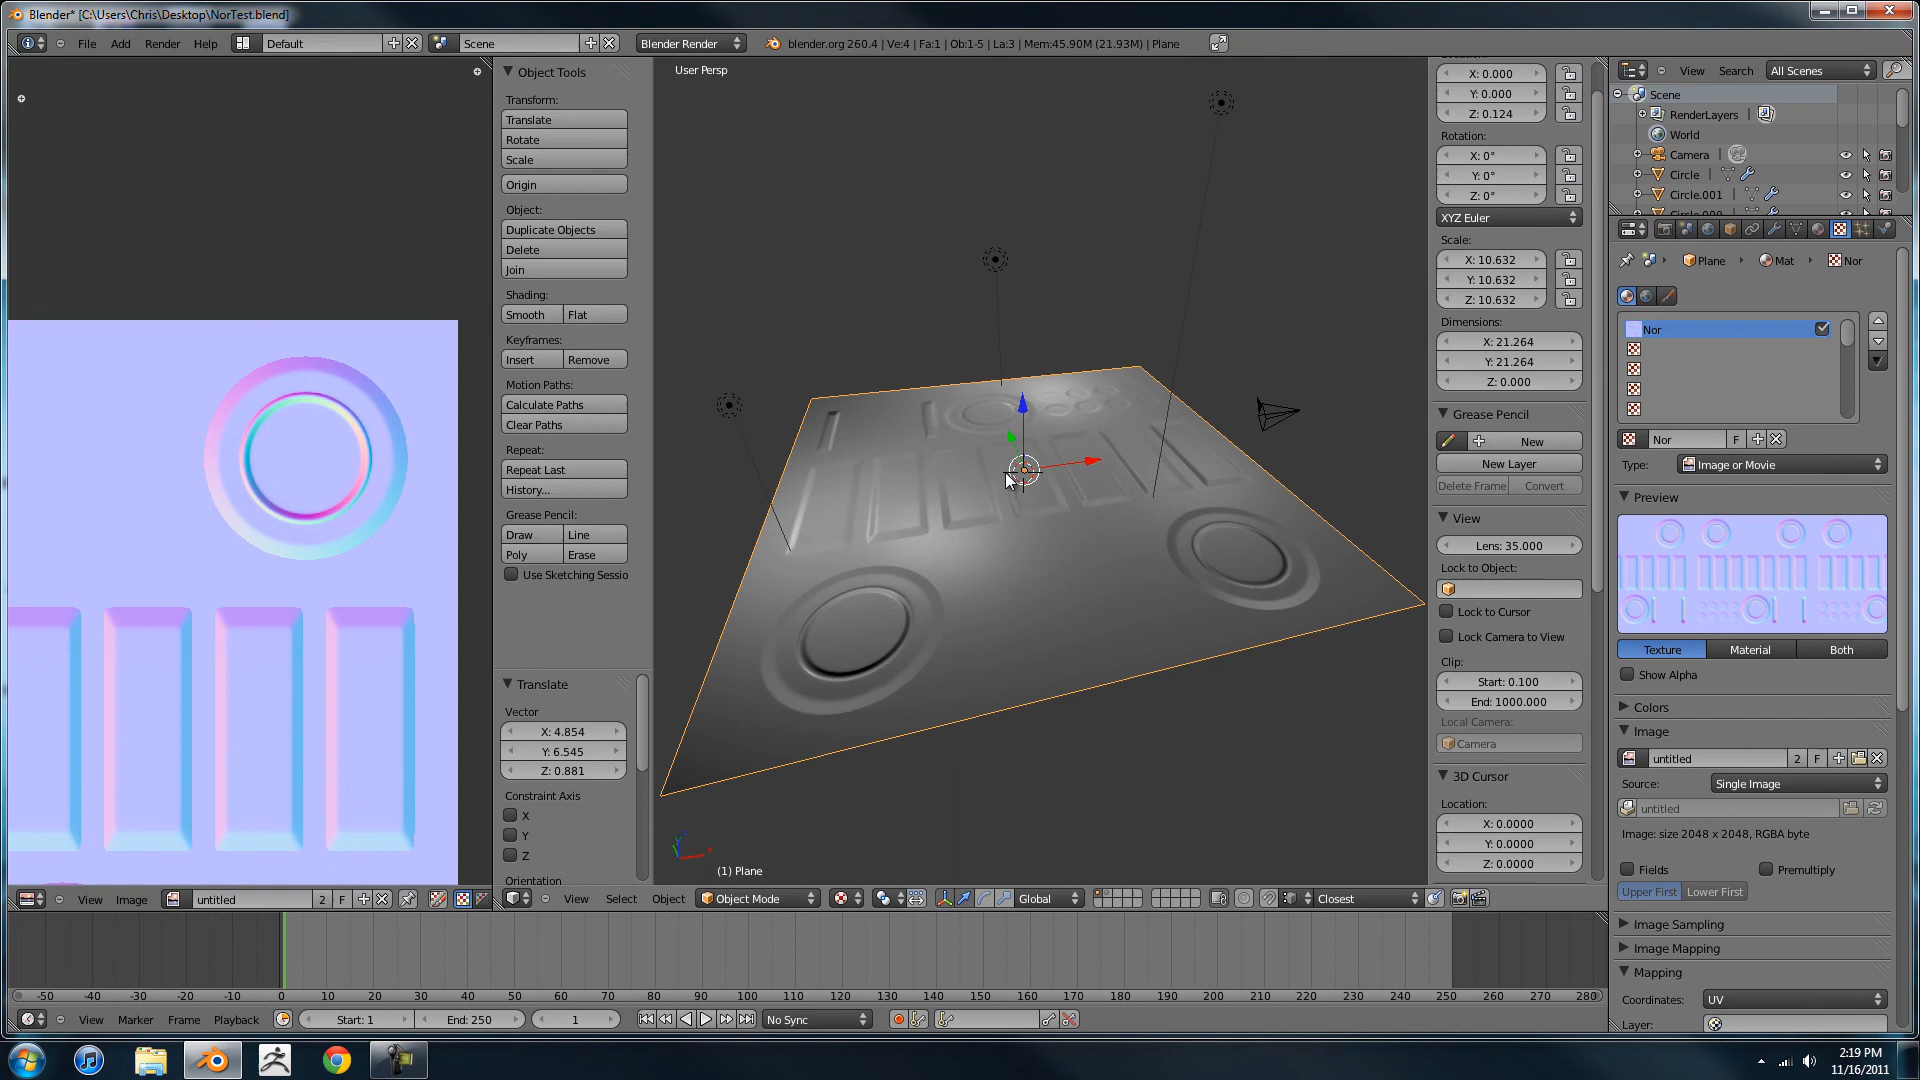 Blender* [C:\Users\Chris\Desktop\NorTest.blend]
File Add Render Help Default Scene Blender Render blender.org 260.4 | Ve:4 | Fa:1 | Ob:1-5 | La:3 | Mem:45.90M (21.93M) | Plane
Object Tools
Transform:
Translate
Rotate
Scale
Origin
Object:
Duplicate Objects
Delete
Join
Shading:
Smooth Flat
Keyframes:
Insert Remove
Motion Paths:
Calculate Paths
Clear Paths
Repeat:
Repeat Last
History...
Grease Pencil:
Draw Line
Poly Erase
Use Sketching Sessio
Translate
Vector
X: 4.854
Y: 6.545
Z: 0.881
Constraint Axis
X
Y
Z
Orientation
User Persp
(1) Plane
X: 0.000
Y: 0.000
Z: 0.124
Rotation:
X: 0°
Y: 0°
Z: 0°
XYZ Euler
Scale:
X: 10.632
Y: 10.632
Z: 10.632
Dimensions:
X: 21.264
Y: 21.264
Z: 0.000
Grease Pencil
New
New Layer
Delete Frame Convert
View
Lens: 35.000
Lock to Object:
Lock to Cursor
Lock Camera to View
Clip:
Start: 0.100
End: 1000.000
Local Camera:
Camera
3D Cursor
Location:
X: 0.0000
Y: 0.0000
Z: 0.0000
View Search All Scenes
Scene
RenderLayers
World
Camera
Circle
Circle.001
Plane Mat Nor
Nor
Nor F
Type: Image or Movie
Preview
Texture Material Both
Show Alpha
Colors
Image
untitled 2 F
Source: Single Image
untitled
Image: size 2048 x 2048, RGBA byte
Fields Premultiply
Upper First Lower First
Image Sampling
Image Mapping
Mapping
Coordinates: UV
Layer:
View Image untitled 2 F
View Select Object Object Mode Global Closest
-50 -40 -30 -20 -10 0 10 20 30 40 50 60 70 80 90 100 110 120 130 140 150 160 170 180 190 200 210 220 230 240 250 260 270 280
View Marker Frame Playback Start: 1 End: 250 1 No Sync
2:19 PM
11/16/2011